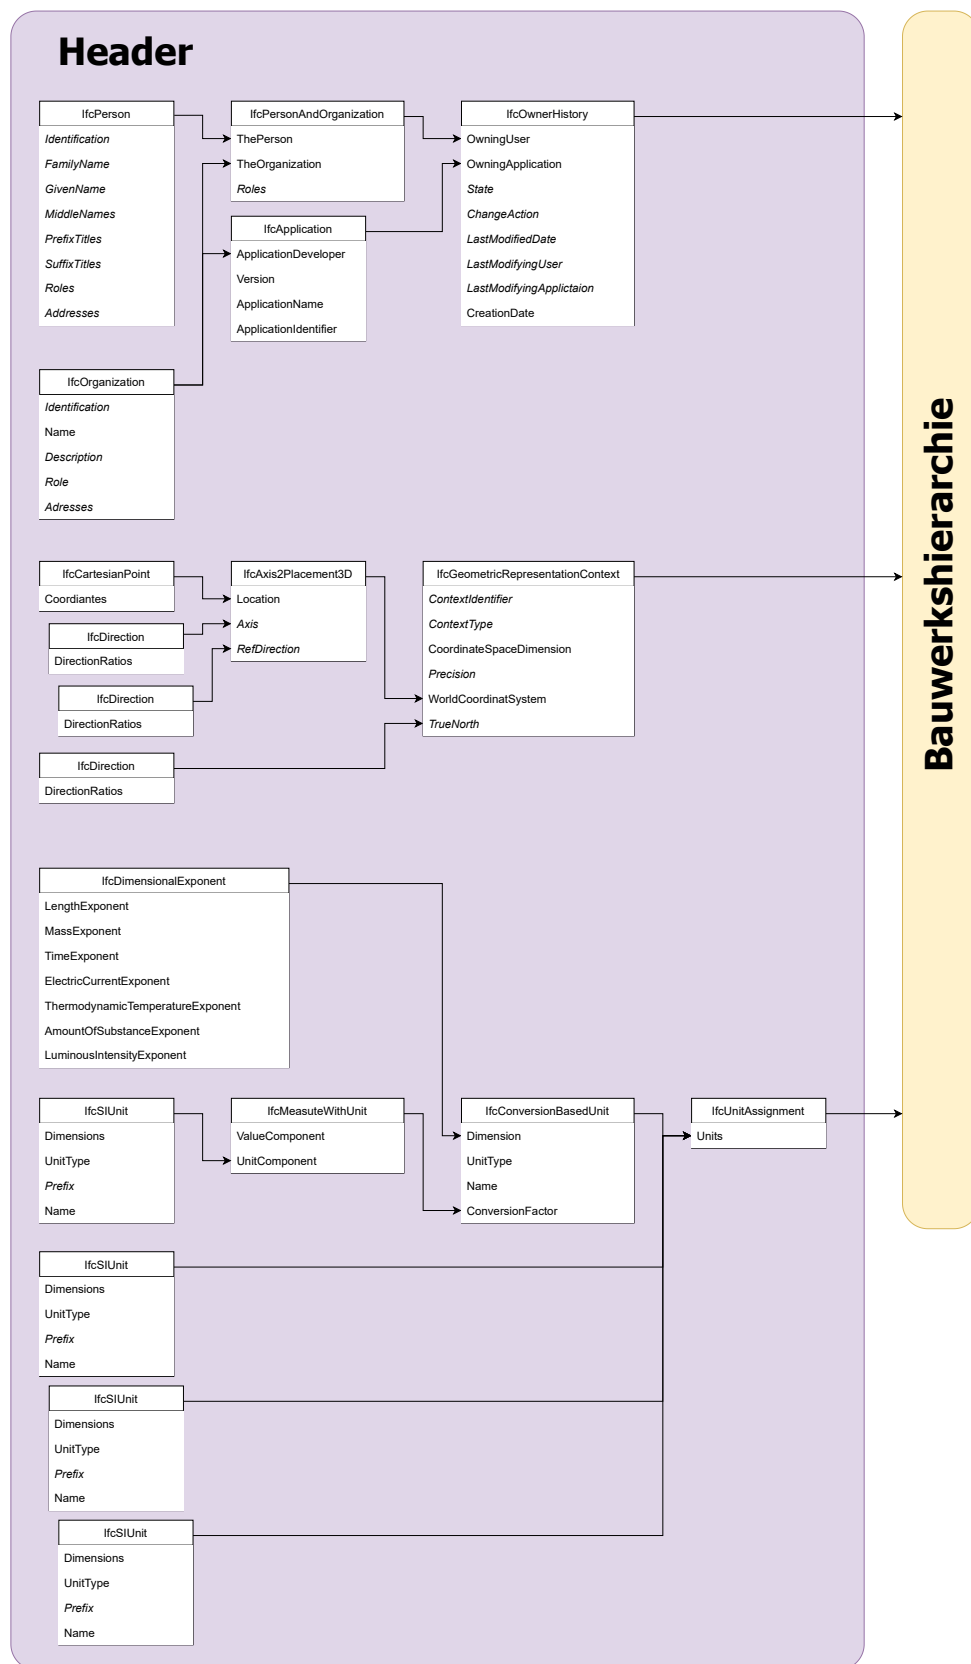 Header
IfcPerson
Identification
FamilyName
GivenName
MiddleNames
PrefixTitles
SuffixTitles
Roles
Addresses
IfcPersonAndOrganization
ThePerson
TheOrganization
Roles
IfcApplication
ApplicationDeveloper
Version
ApplicationName
ApplicationIdentifier
IfcOwnerHistory
OwningUser
OwningApplication
State
ChangeAction
LastModifiedDate
LastModifyingUser
LastModifyingApplictaion
CreationDate
IfcOrganization
Identification
Name
Description
Role
Adresses
IfcCartesianPoint
Coordiantes
IfcDirection
DirectionRatios
IfcDirection
DirectionRatios
IfcDirection
DirectionRatios
IfcAxis2Placement3D
Location
Axis
RefDirection
IfcGeometricRepresentationContext
ContextIdentifier
ContextType
CoordinateSpaceDimension
Precision
WorldCoordinatSystem
TrueNorth
IfcDimensionalExponent
LengthExponent
MassExponent
TimeExponent
ElectricCurrentExponent
ThermodynamicTemperatureExponent
AmountOfSubstanceExponent
LuminousIntensityExponent
IfcSIUnit
Dimensions
UnitType
Prefix
Name
IfcMeasuteWithUnit
ValueComponent
UnitComponent
IfcConversionBasedUnit
Dimension
UnitType
Name
ConversionFactor
IfcUnitAssignment
Units
IfcSIUnit
Dimensions
UnitType
Prefix
Name
IfcSIUnit
Dimensions
UnitType
Prefix
Name
IfcSIUnit
Dimensions
UnitType
Prefix
Name
Bauwerkshierarchie